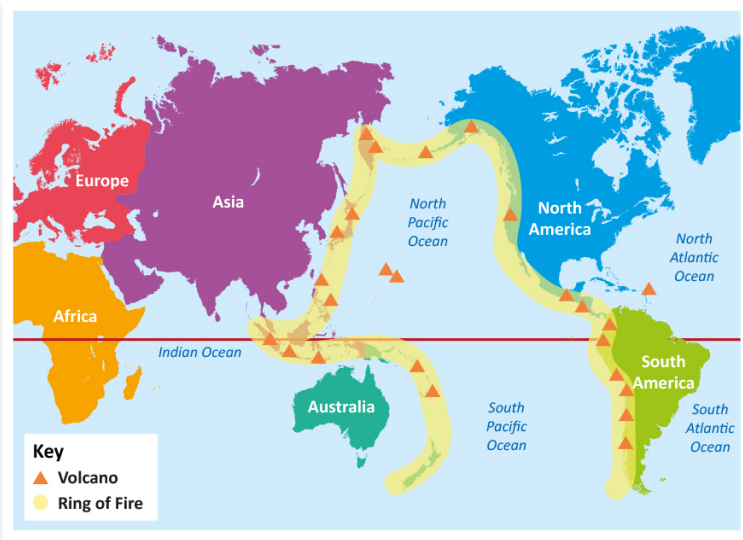 Europe
Asia
North
Pacific
Ocean
North
America
North
Atlantic
Ocean
Africa
Indian Ocean
South
America
Australia
South
Pacific
Ocean
South
Atlantic
Ocean
Key
Volcano
Ring of Fire